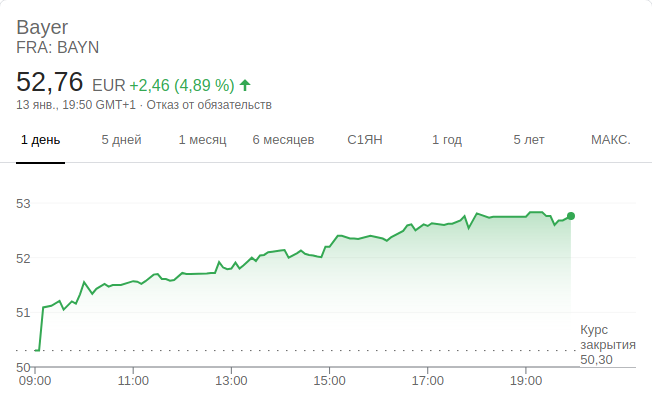 Bayer
FRA: BAYN
52,76 EUR +2,46 (4,89 %)
13 янв., 19:50 GMT+1 · Отказ от обязательств
1 день 5 дней 1 месяц 6 месяцев С1ЯН 1 год 5 лет МАКС.
53
52
51
50
Курс
закрытия
50,30
09:00 11:00 13:00 15:00 17:00 19:00